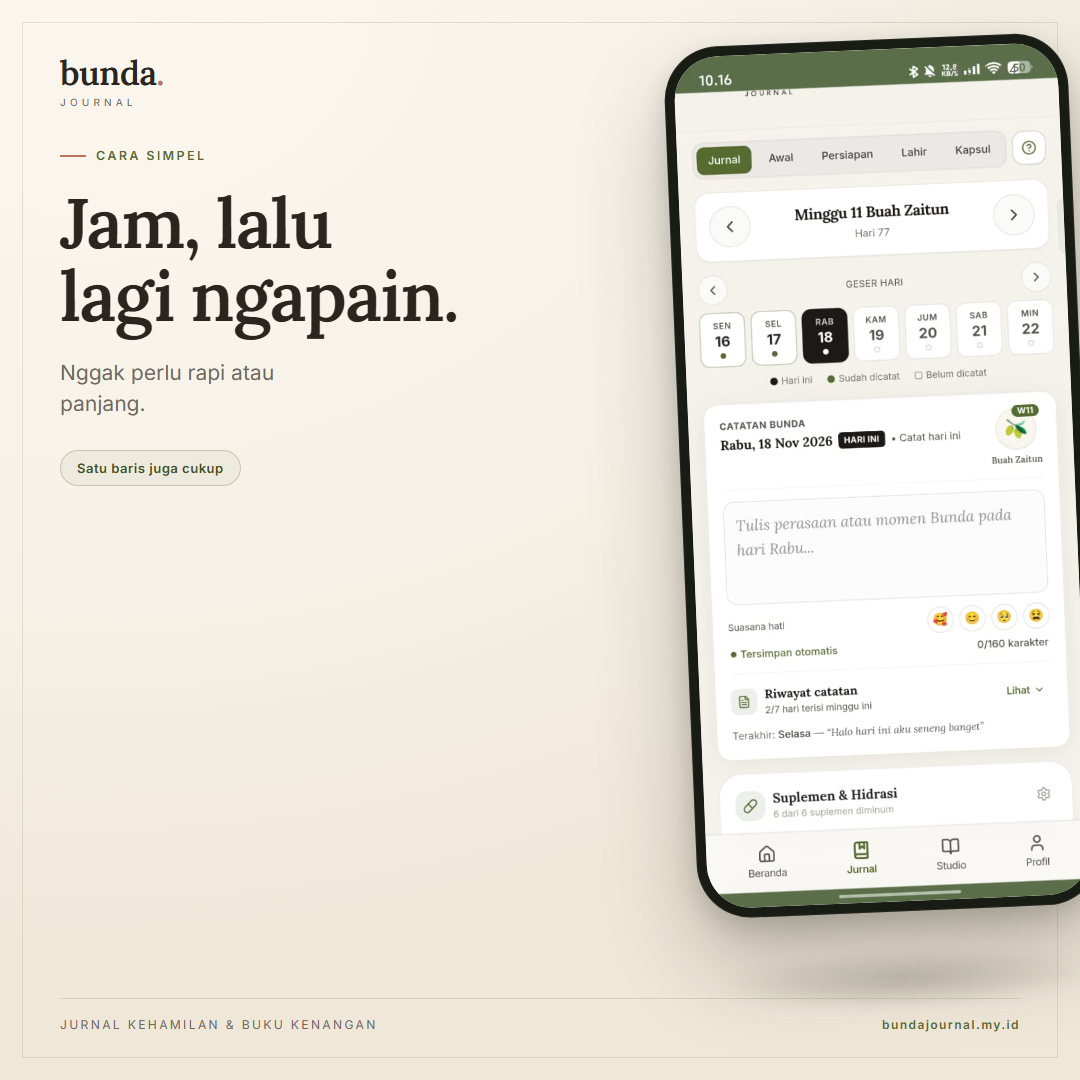 bunda.
JOURNAL
CARA SIMPEL
Jam, lalu
lagi ngapain.
Nggak perlu rapi atau
panjang.
Satu baris juga cukup
10.16
12,8
KB/S
JOURNAL
Jurnal Awal Persiapan Lahir Kapsul
Minggu 11 Buah Zaitun
Hari 77
GESER HARI
SEN SEL RAB KAM JUM SAB MIN
16 17 18 19 20 21 22
Hari ini Sudah dicatat Belum dicatat
CATATAN BUNDA
W11
Rabu, 18 Nov 2026 HARI INI • Catat hari ini
Buah Zaitun
Tulis perasaan atau momen Bunda pada
hari Rabu...
Suasana hati
Tersimpan otomatis
0/160 karakter
Riwayat catatan
2/7 hari terisi minggu ini
Lihat
Terakhir: Selasa — “Halo hari ini aku seneng banget”
Suplemen & Hidrasi
6 dari 6 suplemen diminum
Beranda Jurnal Studio Profil
JURNAL KEHAMILAN & BUKU KENANGAN
bundajournal.my.id